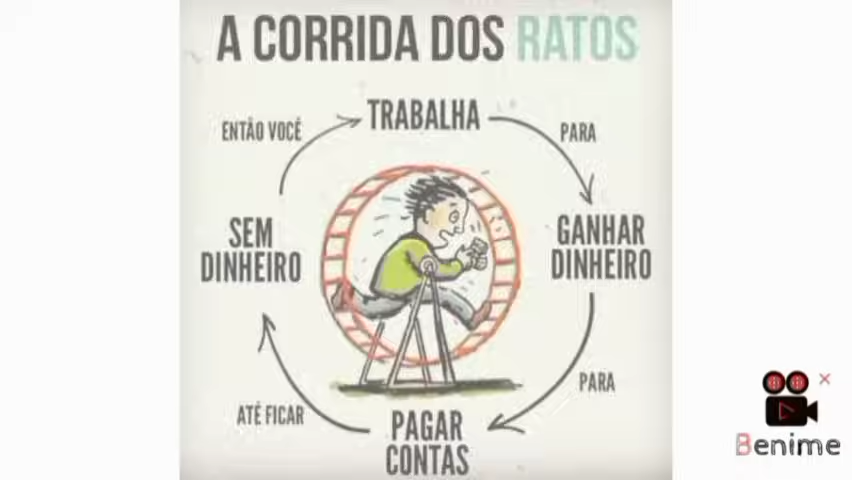 A CORRIDA DOS RATOS
ENTÃO VOCÊ
TRABALHA
PARA
SEM
DINHEIRO
GANHAR
DINHEIRO
PARA
ATÉ FICAR
PAGAR
CONTAS
Benime